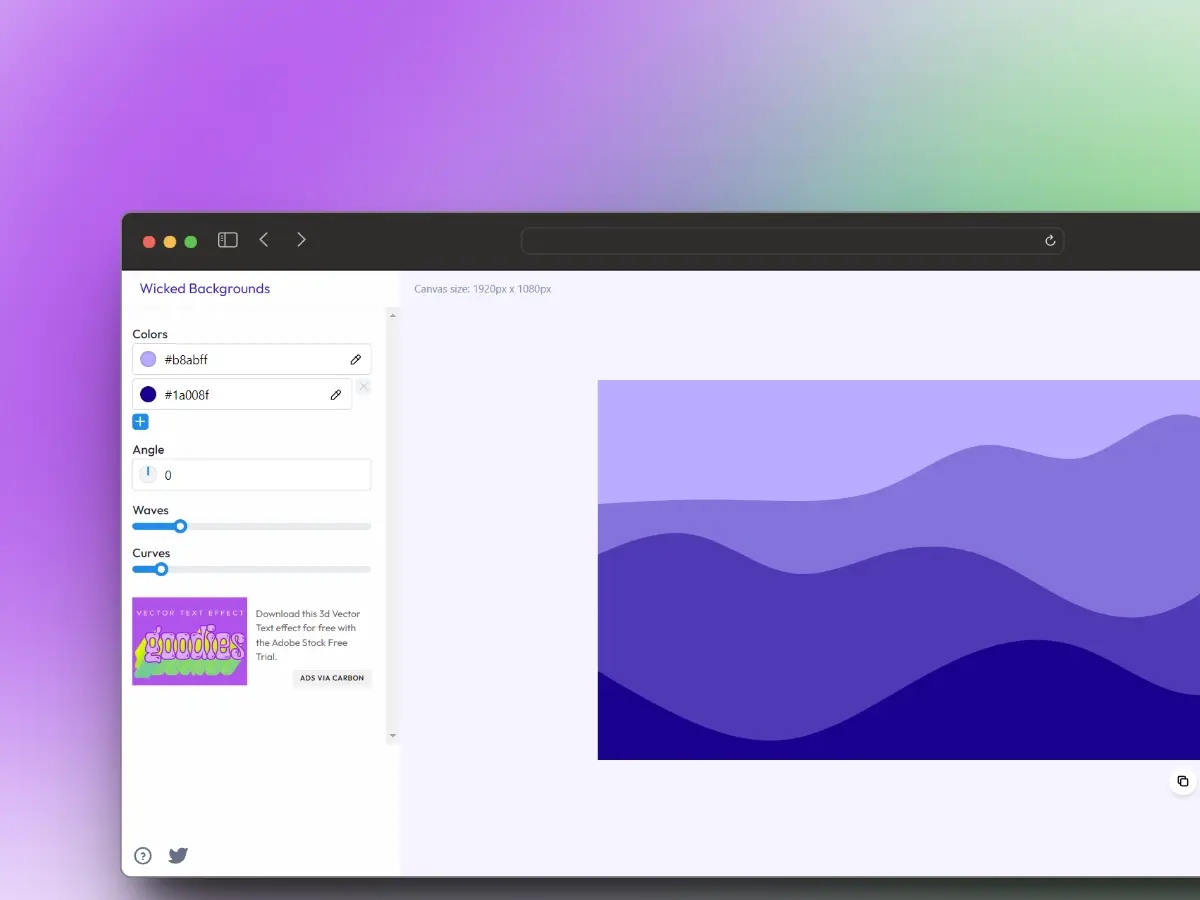 Wicked Backgrounds
Canvas size: 1920px x 1080px
Colors
#b8abff
#1a008f
Angle
0
Waves
Curves
VECTOR TEXT EFFECT
goodies
Download this 3d Vector
Text effect for free with
the Adobe Stock Free
Trial.
ADS VIA CARBON